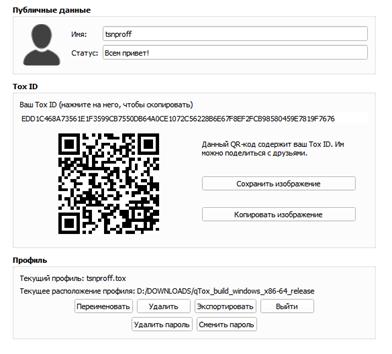 Публичные данные
Имя: tsnproff
Статус: Всем привет!
Tox ID
Ваш Tox ID (нажмите на него, чтобы скопировать)
EDD1C468A73561E1F3599CB7550DB64A0CE1072C56228B6E67F8EF2FCB98580459E7819F7676
Данный QR-код содержит ваш Tox ID. Им
можно поделиться с друзьями.
Сохранить изображение
Копировать изображение
Профиль
Текущий профиль: tsnproff.tox
Текущее расположение профиля: D:/DOWNLOADS/qTox_build_windows_x86-64_release
Переименовать Удалить Экспортировать Выйти
Удалить пароль Сменить пароль